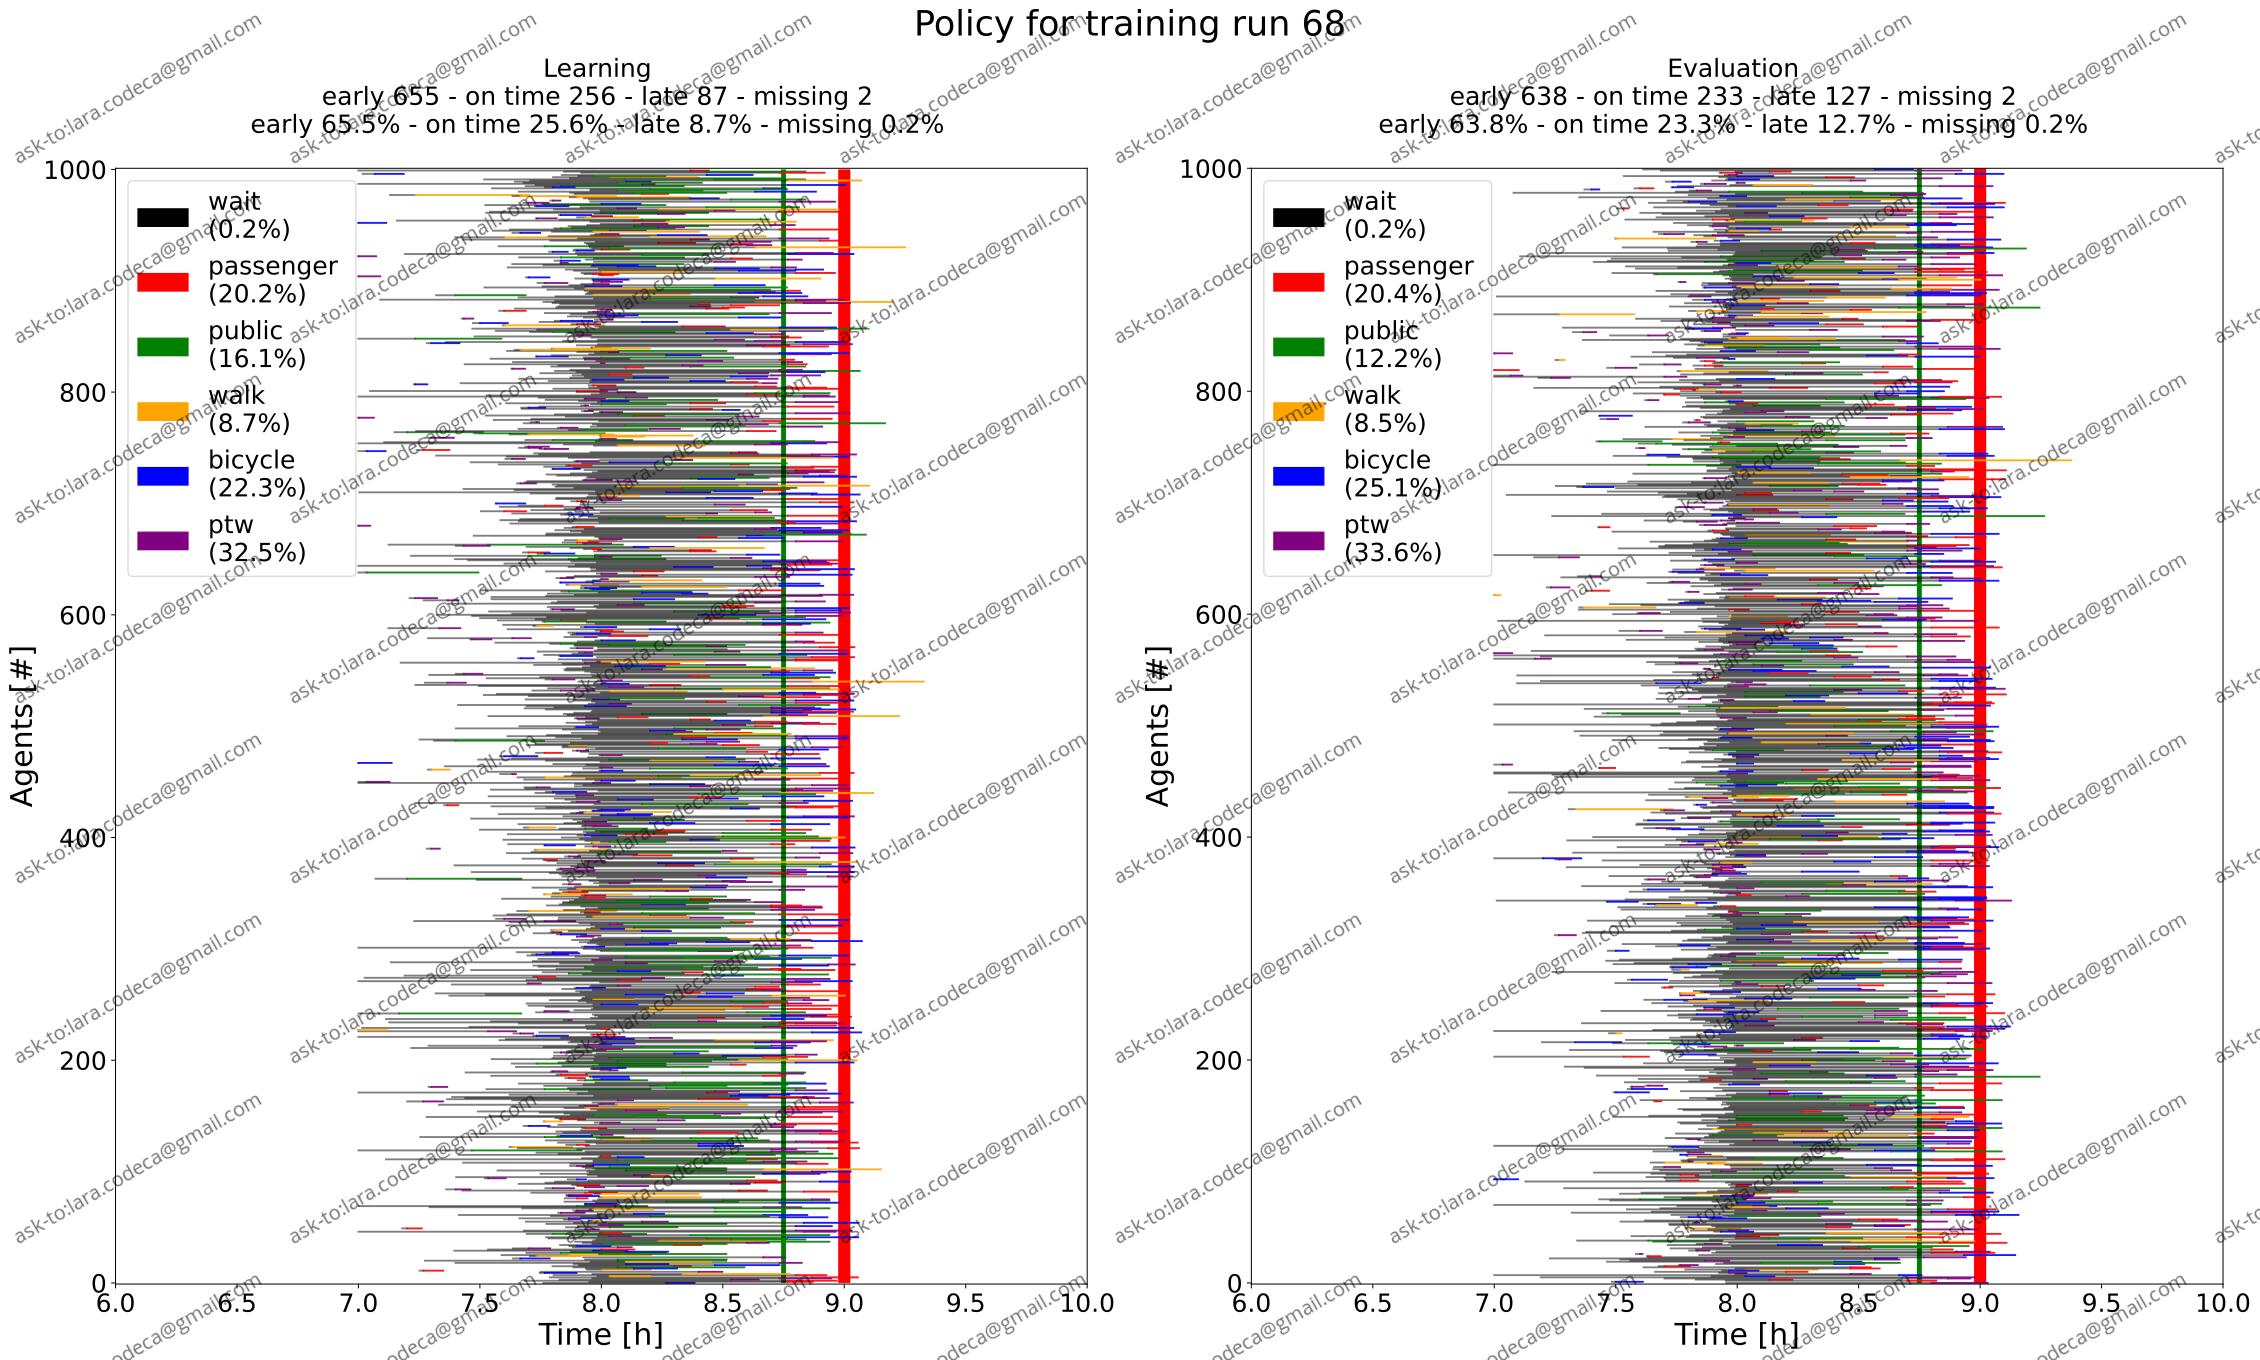 Policy for training run 68
Learning
early 655 - on time 256 - late 87 - missing 2
early 65.5% - on time 25.6% - late 8.7% - missing 0.2%
1000
800
600
400
200
0
Agents [#]
wait
(0.2%)
passenger
(20.2%)
public
(16.1%)
walk
(8.7%)
bicycle
(22.3%)
ptw
(32.5%)
6.0 6.5 7.0 7.5 8.0 8.5 9.0 9.5 10.0
Time [h]
Evaluation
early 638 - on time 233 - late 127 - missing 2
early 63.8% - on time 23.3% - late 12.7% - missing 0.2%
1000
800
600
400
200
0
Agents [#]
wait
(0.2%)
passenger
(20.4%)
public
(12.2%)
walk
(8.5%)
bicycle
(25.1%)
ptw
(33.6%)
6.0 6.5 7.0 7.5 8.0 8.5 9.0 9.5 10.0
Time [h]
ask-to:lara.codeca@gmail.com